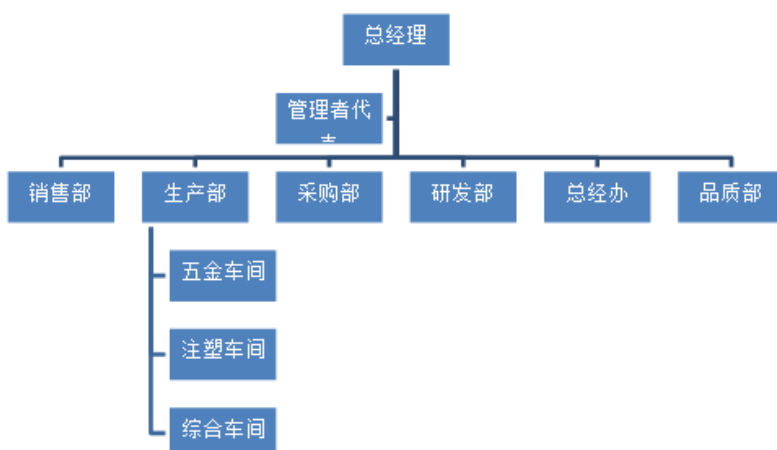 总经理
管理者代
销售部
生产部
采购部
研发部
总经办
品质部
五金车间
注塑车间
综合车间